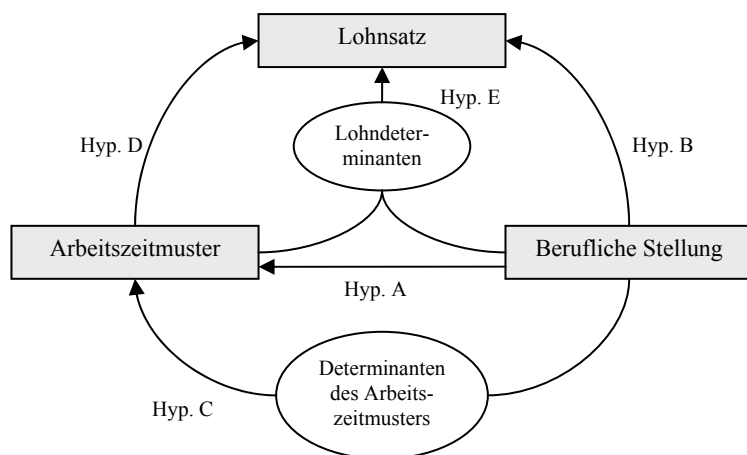 Lohnsatz
Hyp. E
Lohndeter-
minanten
Hyp. D
Hyp. B
Arbeitszeitmuster
Berufliche Stellung
Hyp. A
Determinanten
des Arbeits-
zeitmusters
Hyp. C